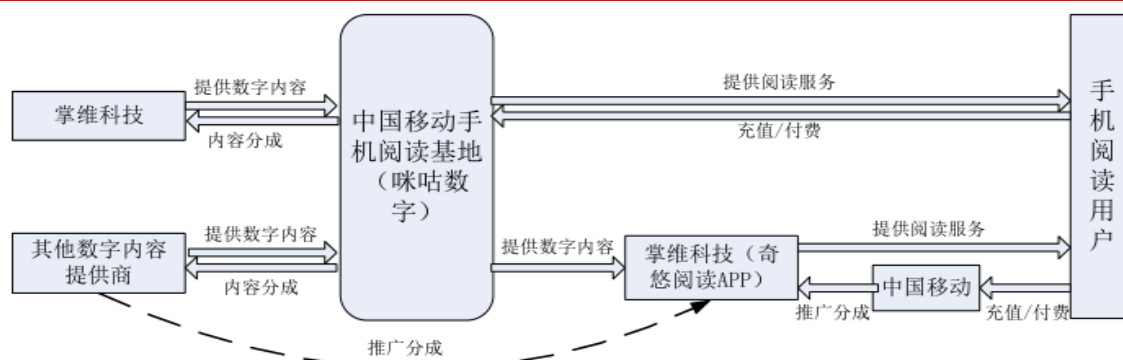 提供数字内容
掌维科技
内容分成
中国移动手
机阅读基地
（咪咕数
字）
提供阅读服务
充值/付费
手
机
阅
读
用
户
其他数字内容
提供商
提供数字内容
内容分成
提供数字内容
掌维科技（奇
悠阅读APP）
提供阅读服务
中国移动
推广分成
充值/付费
推广分成